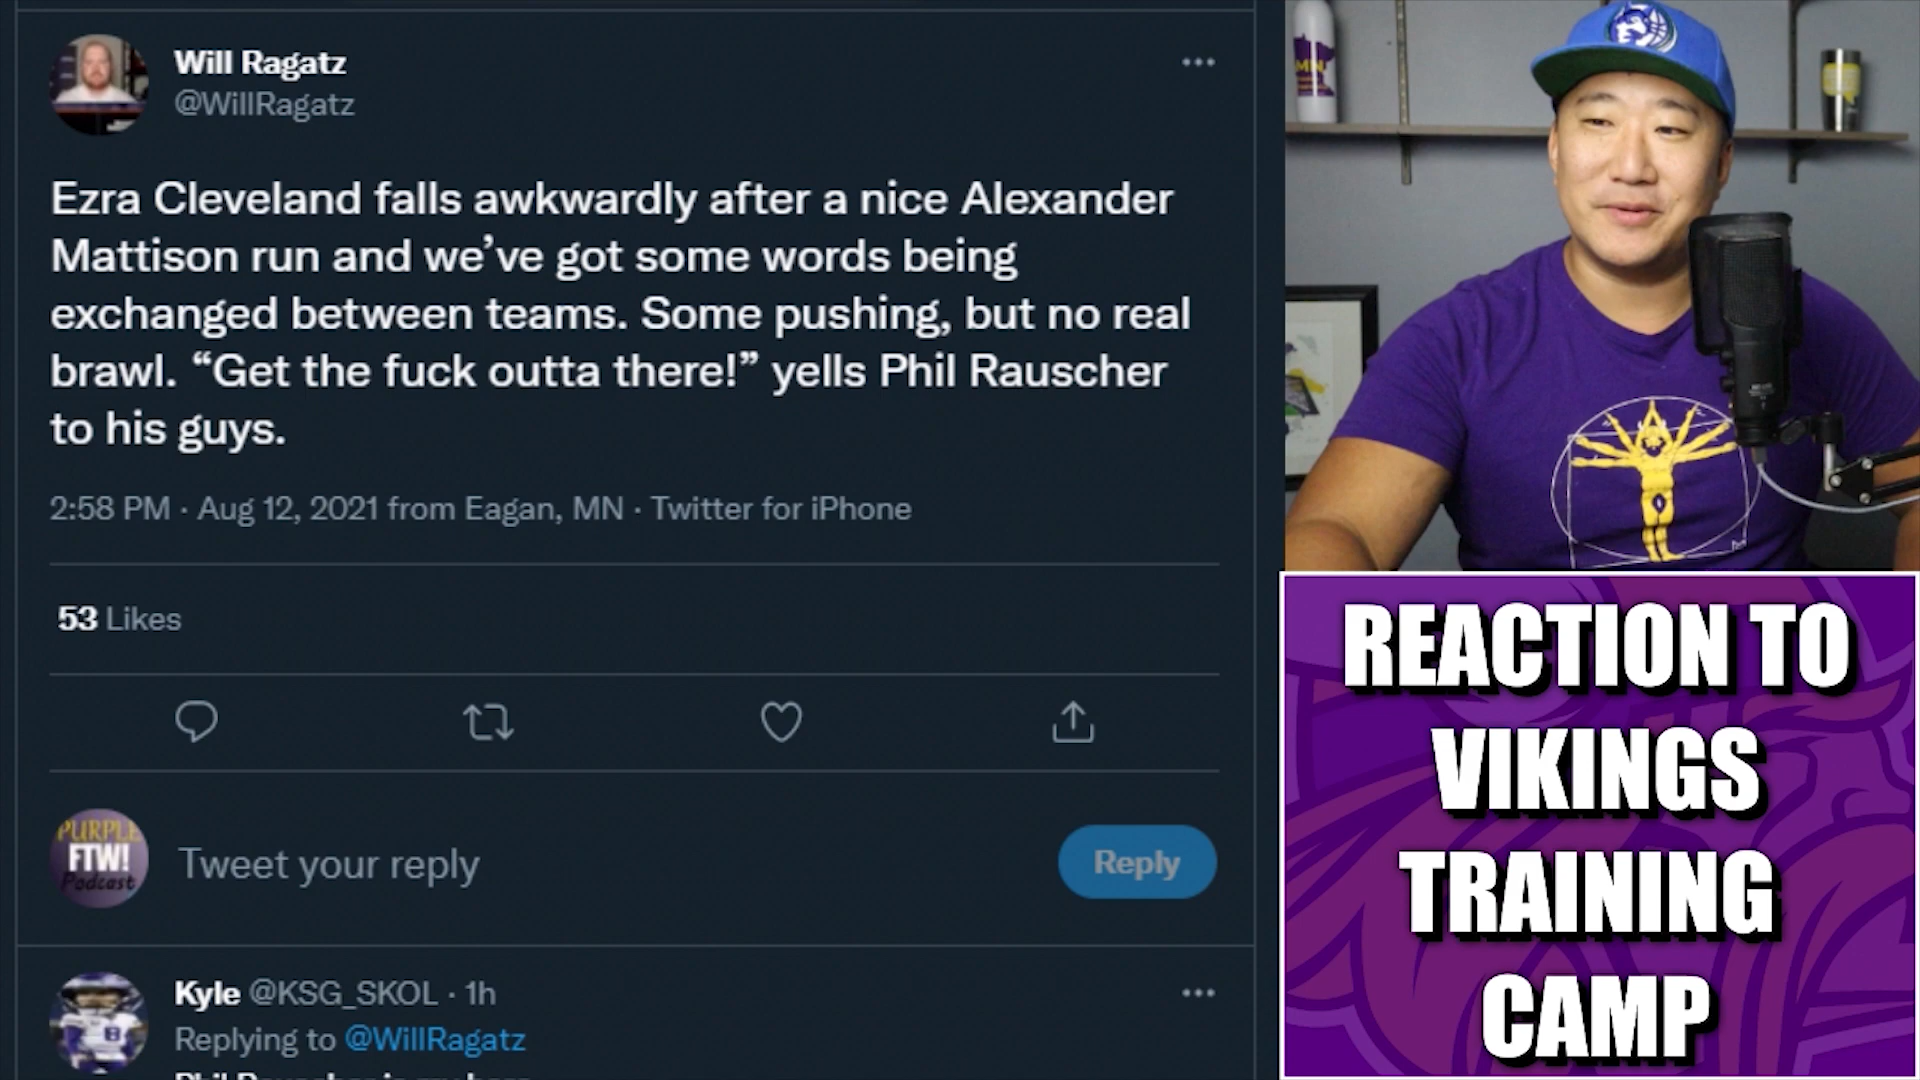 Will Ragatz
@WillRagatz
Ezra Cleveland falls awkwardly after a nice Alexander
Mattison run and we’ve got some words being
exchanged between teams. Some pushing, but no real
brawl. “Get the fuck outta there!” yells Phil Rauscher
to his guys.
2:58 PM · Aug 12, 2021 from Eagan, MN · Twitter for iPhone
53 Likes
PURPLE
FTW!
Podcast
Tweet your reply
Reply
Kyle @KSG_SKOL · 1h
Replying to @WillRagatz
MN
REACTION TO
VIKINGS
TRAINING
CAMP